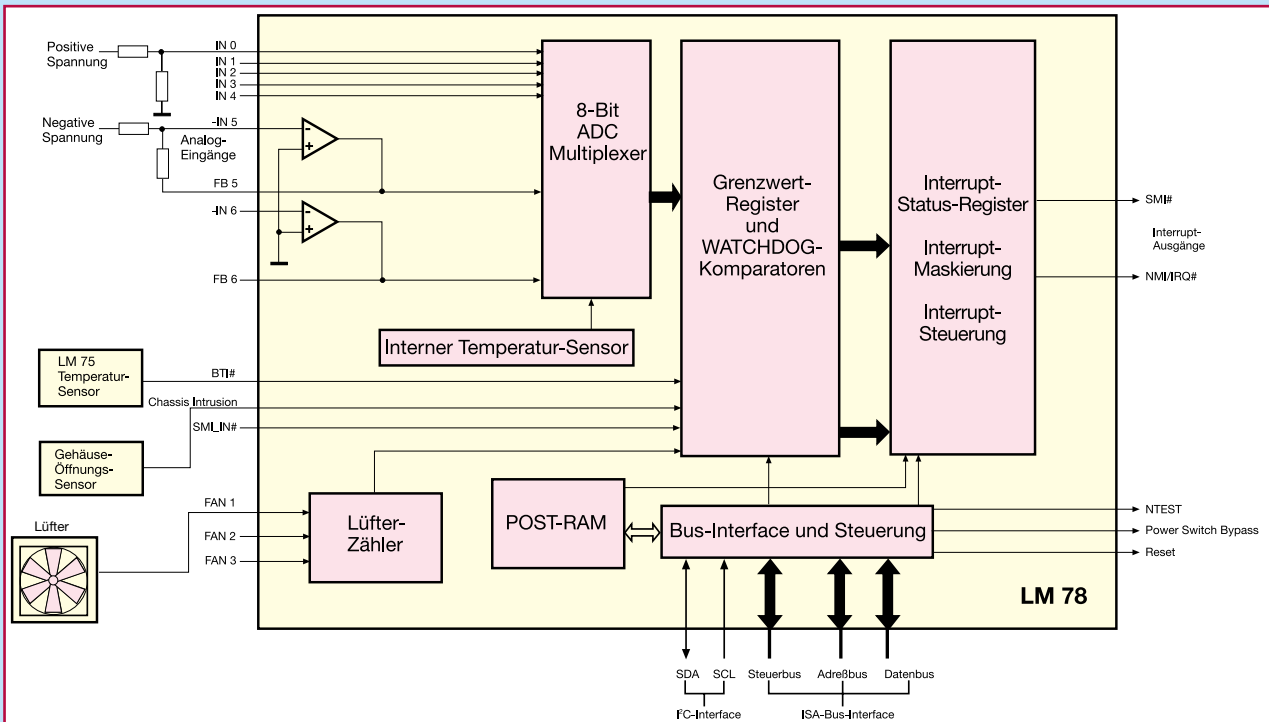 Positive
Spannung
IN 0
IN 1
IN 2
IN 3
IN 4
Negative
Spannung
-IN 5
Analog-
Eingänge
FB 5
-IN 6
FB 6
8-Bit
ADC
Multiplexer
Interner Temperatur-Sensor
Grenzwert-
Register
und
WATCHDOG-
Komparatoren
Interrupt-
Status-Register
Interrupt-
Maskierung
Interrupt-
Steuerung
SMI#
Interrupt-
Ausgänge
NMI/IRQ#
LM 75
Temperatur-
Sensor
BTI#
Chassis Intrusion
SMI_IN#
Gehäuse-
Öffnungs-
Sensor
FAN 1
FAN 2
FAN 3
Lüfter
Lüfter-
Zähler
POST-RAM
Bus-Interface und Steuerung
NTEST
Power Switch Bypass
Reset
LM 78
SDA
SCL
Steuerbus
Adreßbus
Datenbus
I²C-Interface
ISA-Bus-Interface